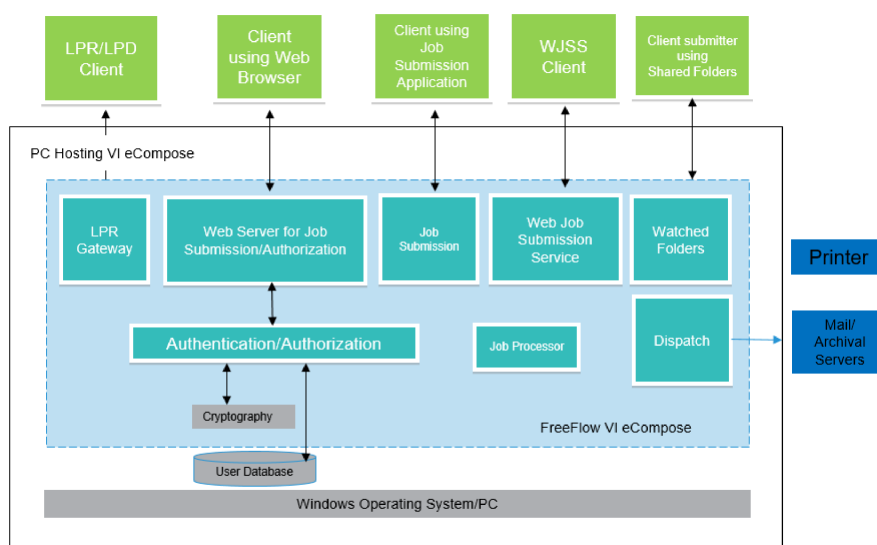 LPR/LPD
Client
Client
using Web
Browser
Client using
Job
Submission
Application
WJSS
Client
Client submitter
using
Shared Folders
PC Hosting VI eCompose
LPR
Gateway
Web Server for Job
Submission/Authorization
Job
Submission
Web Job
Submission
Service
Watched
Folders
Printer
Authentication/Authorization
Job Processor
Dispatch
Mail/
Archival
Servers
Cryptography
FreeFlow VI eCompose
User Database
Windows Operating System/PC